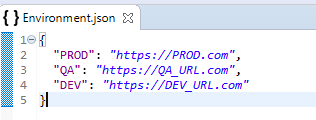 { } Environment.json
1 {
2 "PROD": "https://PROD.com",
3 "QA": "https://QA_URL.com",
4 "DEV": "https://DEV_URL.com"
5 }